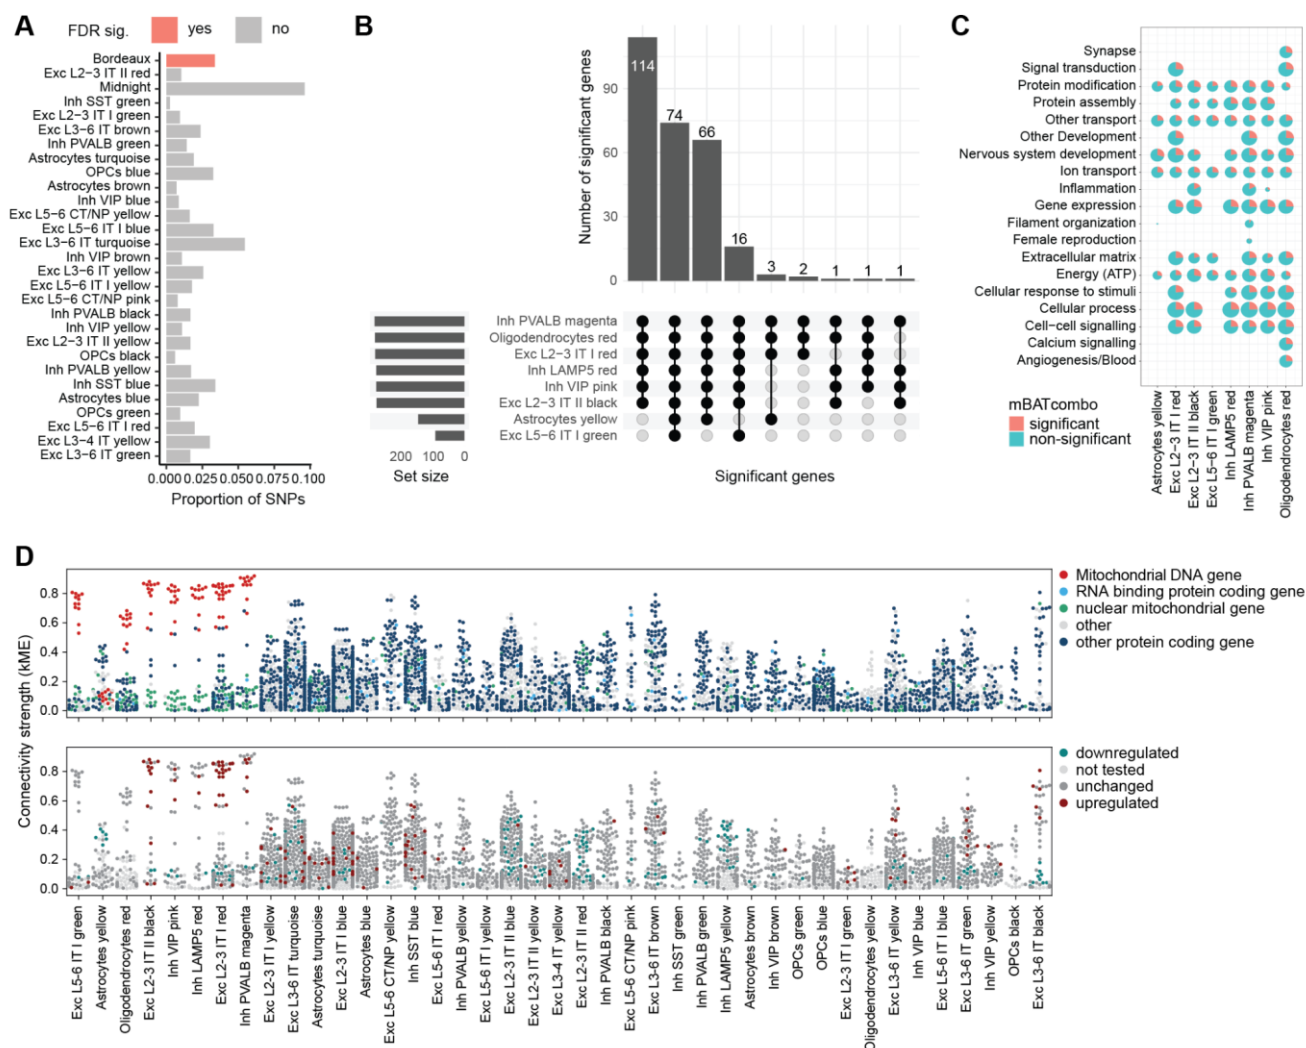 A
FDR sig. yes no
Bordeaux
Exc L2−3 IT II red
Midnight
Inh SST green
Exc L2−3 IT I green
Exc L3−6 IT brown
Inh PVALB green
Astrocytes turquoise
OPCs blue
Astrocytes brown
Inh VIP blue
Exc L5−6 CT/NP yellow
Exc L5−6 IT I blue
Exc L3−6 IT turquoise
Inh VIP brown
Exc L3−6 IT yellow
Exc L5−6 IT I yellow
Exc L5−6 CT/NP pink
Inh PVALB black
Inh VIP yellow
Exc L2−3 IT II yellow
OPCs black
Inh PVALB yellow
Inh SST blue
Astrocytes blue
OPCs green
Exc L5−6 IT I red
Exc L3−4 IT yellow
Exc L3−6 IT green
0.000 0.025 0.050 0.075 0.100
Proportion of SNPs
B
Number of significant genes
90
60
30
0
114
74
66
16
3
2
1
1
1
Inh PVALB magenta
Oligodendrocytes red
Exc L2−3 IT I red
Inh LAMP5 red
Inh VIP pink
Exc L2−3 IT II black
Astrocytes yellow
Exc L5−6 IT I green
200 100 0
Set size
Significant genes
C
Synapse
Signal transduction
Protein modification
Protein assembly
Other transport
Other Development
Nervous system development
Ion transport
Inflammation
Gene expression
Filament organization
Female reproduction
Extracellular matrix
Energy (ATP)
Cellular response to stimuli
Cellular process
Cell−cell signalling
Calcium signalling
Angiogenesis/Blood
mBATcombo
significant
non−significant
Astrocytes yellow
Exc L2−3 IT I red
Exc L2−3 IT II black
Exc L5−6 IT I green
Inh LAMP5 red
Inh PVALB magenta
Inh VIP pink
Oligodendrocytes red
D
Connectivity strength (kME)
0.8
0.6
0.4
0.2
0.0
Mitochondrial DNA gene
RNA binding protein coding gene
nuclear mitochondrial gene
other
other protein coding gene
0.8
0.6
0.4
0.2
0.0
downregulated
not tested
unchanged
upregulated
Exc L5−6 IT I green
Astrocytes yellow
Oligodendrocytes red
Exc L2−3 IT II black
Inh VIP pink
Inh LAMP5 red
Exc L2−3 IT I red
Inh PVALB magenta
Exc L2−3 IT I yellow
Exc L3−6 IT turquoise
Astrocytes turquoise
Exc L2−3 IT I blue
Astrocytes blue
Exc L5−6 CT/NP yellow
Inh SST blue
Exc L5−6 IT I red
Inh PVALB yellow
Exc L5−6 IT I yellow
Exc L2−3 IT II blue
Exc L2−3 IT II yellow
Exc L3−4 IT yellow
Exc L2−3 IT II red
Inh PVALB black
Exc L5−6 CT/NP pink
Exc L3−6 IT brown
Inh SST green
Inh PVALB green
Inh LAMP5 yellow
Astrocytes brown
Inh VIP brown
OPCs green
OPCs blue
Exc L2−3 IT I green
Oligodendrocytes yellow
Exc L3−6 IT yellow
Inh VIP blue
Exc L5−6 IT I blue
Exc L3−6 IT green
Inh VIP yellow
OPCs black
Exc L3−6 IT black